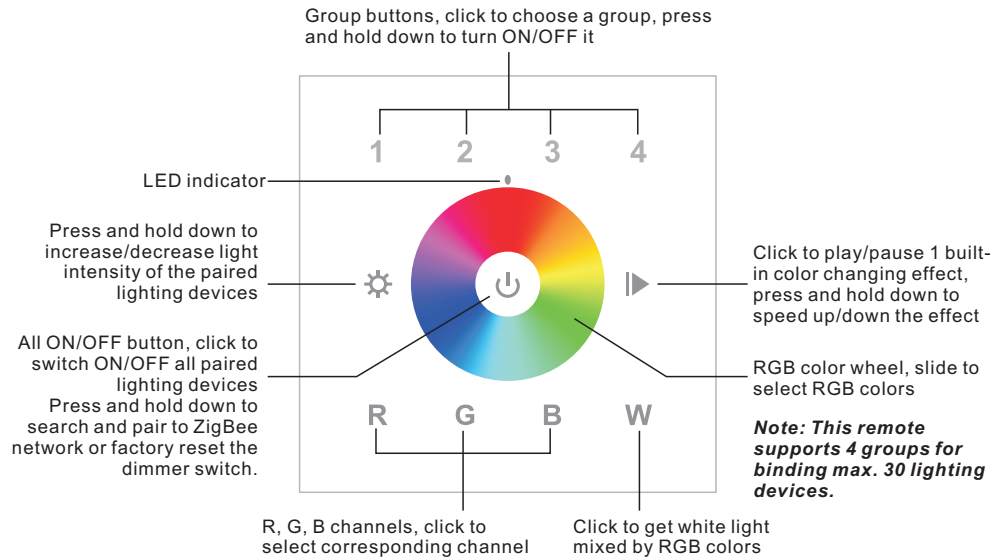 Group buttons, click to choose a group, press
and hold down to turn ON/OFF it
1 2 3 4
LED indicator
Press and hold down to
increase/decrease light
intensity of the paired
lighting devices
Click to play/pause 1 built-
in color changing effect,
press and hold down to
speed up/down the effect
All ON/OFF button, click to
switch ON/OFF all paired
lighting devices
Press and hold down to
search and pair to ZigBee
network or factory reset the
dimmer switch.
RGB color wheel, slide to
select RGB colors
Note: This remote
supports 4 groups for
binding max. 30 lighting
devices.
R G B W
R, G, B channels, click to
select corresponding channel
Click to get white light
mixed by RGB colors